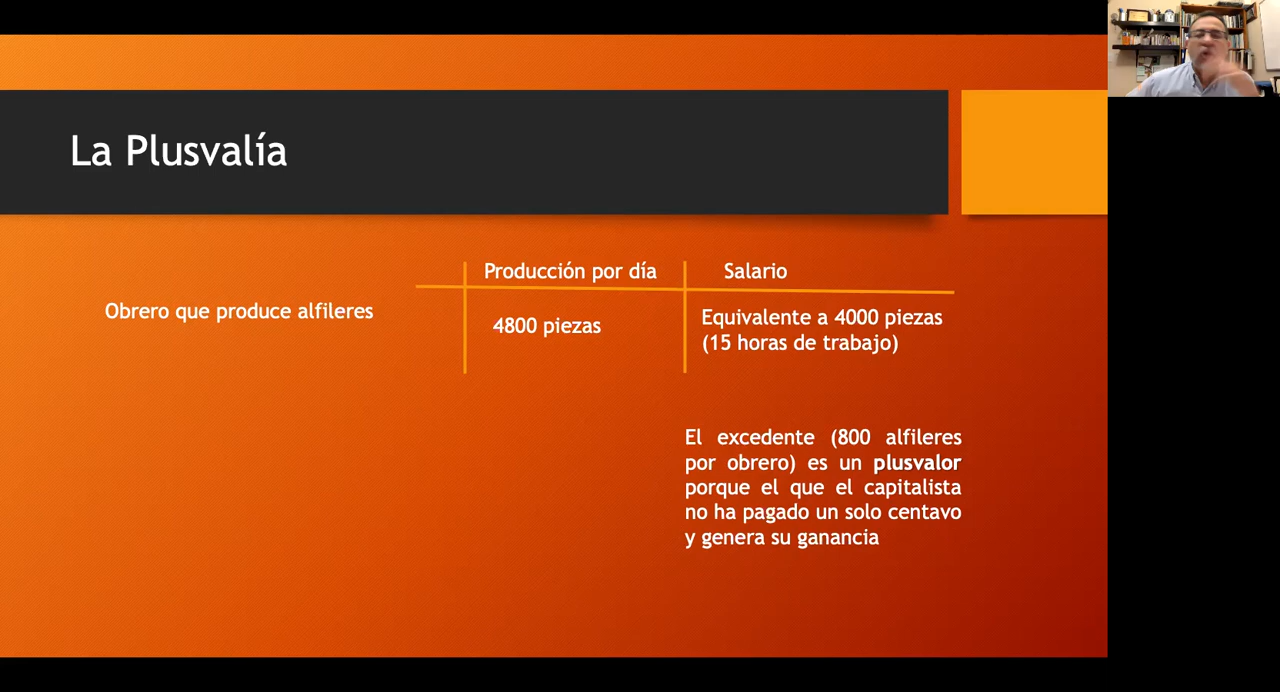 La Plusvalía
Producción por día
Salario
Obrero que produce alfileres
4800 piezas
Equivalente a 4000 piezas
(15 horas de trabajo)
El excedente (800 alfileres
por obrero) es un plusvalor
porque el que el capitalista
no ha pagado un solo centavo
y genera su ganancia